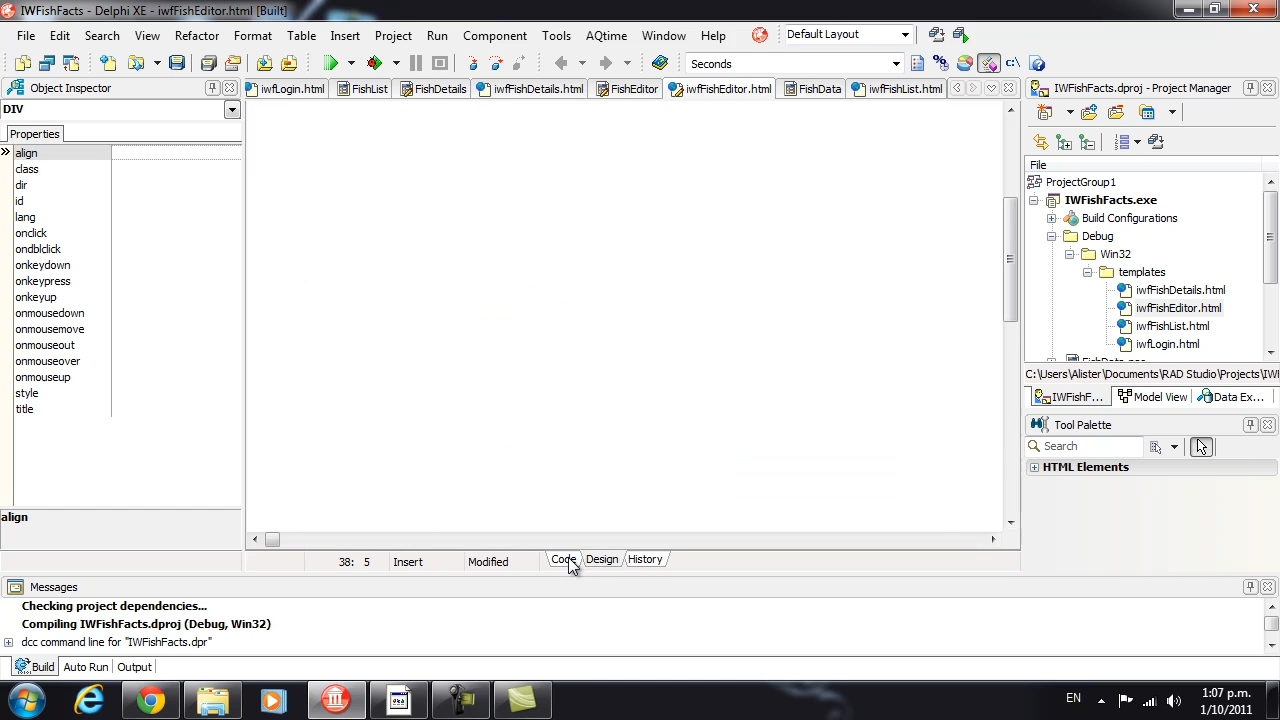 IWFishFacts - Delphi XE - iwfFishEditor.html [Built]
File Edit Search View Refactor Format Table Insert Project Run Component Tools AQtime Window Help Default Layout
Seconds
Object Inspector
iwfLogin.html FishList FishDetails iwfFishDetails.html FishEditor iwfFishEditor.html FishData iwfFishList.html
IWFishFacts.dproj - Project Manager
DIV
Properties
align
class
dir
id
lang
onclick
ondblclick
onkeydown
onkeypress
onkeyup
onmousedown
onmousemove
onmouseout
onmouseover
onmouseup
style
title
align
File
ProjectGroup1
IWFishFacts.exe
Build Configurations
Debug
Win32
templates
iwfFishDetails.html
iwfFishEditor.html
iwfFishList.html
iwfLogin.html
C:\Users\Alister\Documents\RAD Studio\Projects\IWF
IWFishF... Model View Data Ex...
Tool Palette
Search
HTML Elements
38: 5 Insert Modified Code Design History
Messages
Checking project dependencies...
Compiling IWFishFacts.dproj (Debug, Win32)
dcc command line for "IWFishFacts.dpr"
Build Auto Run Output
EN
1:07 p.m.
1/10/2011